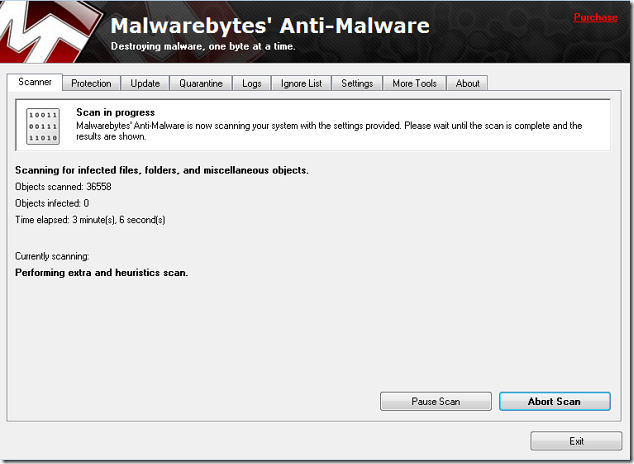 Malwarebytes' Anti-Malware
Purchase
Destroying malware, one byte at a time.
Scanner
Protection
Update
Quarantine
Logs
Ignore List
Settings
More Tools
About
10011
00111
11010
Scan in progress
Malwarebytes' Anti-Malware is now scanning your system with the settings provided. Please wait until the scan is complete and the
results are shown.
Scanning for infected files, folders, and miscellaneous objects.
Objects scanned: 36558
Objects infected: 0
Time elapsed: 3 minute(s), 6 second(s)
Currently scanning:
Performing extra and heuristics scan.
Pause Scan
Abort Scan
Exit